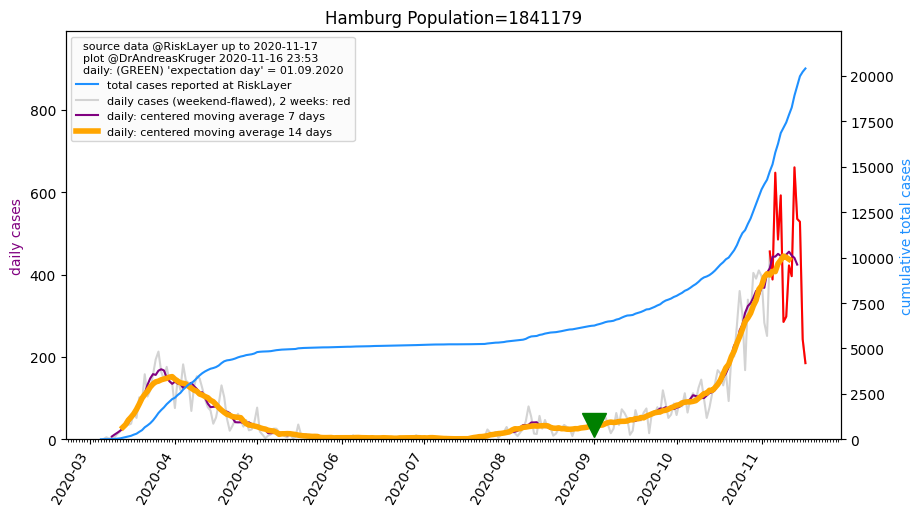 Hamburg Population=1841179
source data @RiskLayer up to 2020-11-17
plot @DrAndreasKruger 2020-11-16 23:53
daily: (GREEN) 'expectation day' = 01.09.2020
total cases reported at RiskLayer
daily cases (weekend-flawed), 2 weeks: red
daily: centered moving average 7 days
daily: centered moving average 14 days
daily cases
800
600
400
200
0
20000
17500
15000
12500
10000
7500
5000
2500
0
cumulative total cases
2020-03
2020-04
2020-05
2020-06
2020-07
2020-08
2020-09
2020-10
2020-11